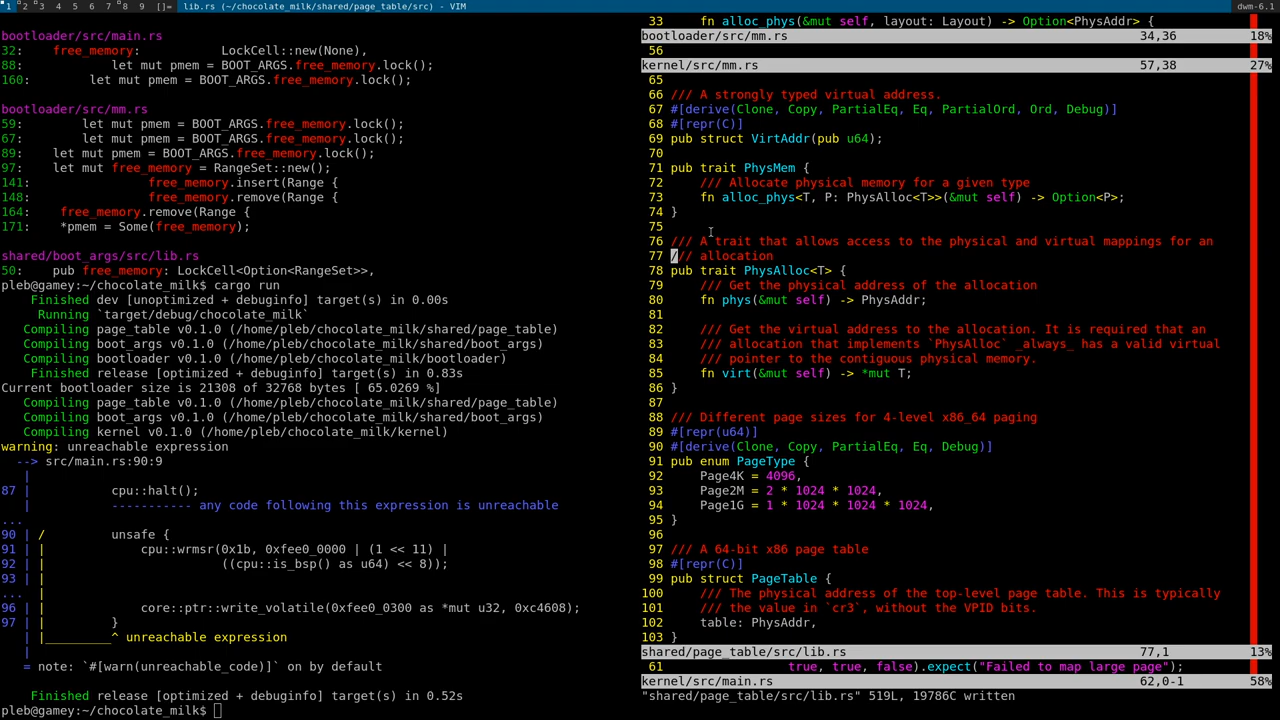 1 2 3 4 5 6 7 8 9 []= lib.rs (~/chocolate_milk/shared/page_table/src) - VIM dwm-6.1
bootloader/src/main.rs
32:    free_memory:           LockCell::new(None),
88:            let mut pmem = BOOT_ARGS.free_memory.lock();
160:        let mut pmem = BOOT_ARGS.free_memory.lock();
bootloader/src/mm.rs
59:        let mut pmem = BOOT_ARGS.free_memory.lock();
67:        let mut pmem = BOOT_ARGS.free_memory.lock();
89:    let mut pmem = BOOT_ARGS.free_memory.lock();
97:    let mut free_memory = RangeSet::new();
141:                free_memory.insert(Range {
148:                free_memory.remove(Range {
164:    free_memory.remove(Range {
171:    *pmem = Some(free_memory);
shared/boot_args/src/lib.rs
50:    pub free_memory: LockCell<Option<RangeSet>>,
pleb@gamey:~/chocolate_milk$ cargo run
    Finished dev [unoptimized + debuginfo] target(s) in 0.00s
     Running `target/debug/chocolate_milk`
   Compiling page_table v0.1.0 (/home/pleb/chocolate_milk/shared/page_table)
   Compiling boot_args v0.1.0 (/home/pleb/chocolate_milk/shared/boot_args)
   Compiling bootloader v0.1.0 (/home/pleb/chocolate_milk/bootloader)
    Finished release [optimized + debuginfo] target(s) in 0.83s
Current bootloader size is 21308 of 32768 bytes [ 65.0269 %]
   Compiling page_table v0.1.0 (/home/pleb/chocolate_milk/shared/page_table)
   Compiling boot_args v0.1.0 (/home/pleb/chocolate_milk/shared/boot_args)
   Compiling kernel v0.1.0 (/home/pleb/chocolate_milk/kernel)
warning: unreachable expression
  --> src/main.rs:90:9
   |
87 |         cpu::halt();
   |         ----------- any code following this expression is unreachable
...
90 | /         unsafe {
91 | |             cpu::wrmsr(0x1b, 0xfee0_0000 | (1 << 11) |
92 | |                        ((cpu::is_bsp() as u64) << 8));
93 | |
... |
96 | |             core::ptr::write_volatile(0xfee0_0300 as *mut u32, 0xc4608);
97 | |         }
   | |_________^ unreachable expression
   |
   = note: `#[warn(unreachable_code)]` on by default
    Finished release [optimized + debuginfo] target(s) in 0.52s
pleb@gamey:~/chocolate_milk$
33     fn alloc_phys(&mut self, layout: Layout) -> Option<PhysAddr> {
bootloader/src/mm.rs 34,36 18%
56
kernel/src/mm.rs 57,38 27%
65
66 /// A strongly typed virtual address.
67 #[derive(Clone, Copy, PartialEq, Eq, PartialOrd, Ord, Debug)]
68 #[repr(C)]
69 pub struct VirtAddr(pub u64);
70
71 pub trait PhysMem {
72     /// Allocate physical memory for a given type
73     fn alloc_phys<T, P: PhysAlloc<T>>(&mut self) -> Option<P>;
74 }
75
76 /// A trait that allows access to the physical and virtual mappings for an
77 /// allocation
78 pub trait PhysAlloc<T> {
79     /// Get the physical address of the allocation
80     fn phys(&mut self) -> PhysAddr;
81
82     /// Get the virtual address to the allocation. It is required that an
83     /// allocation that implements `PhysAlloc` _always_ has a valid virtual
84     /// pointer to the contiguous physical memory.
85     fn virt(&mut self) -> *mut T;
86 }
87
88 /// Different page sizes for 4-level x86_64 paging
89 #[repr(u64)]
90 #[derive(Clone, Copy, PartialEq, Eq, Debug)]
91 pub enum PageType {
92     Page4K = 4096,
93     Page2M = 2 * 1024 * 1024,
94     Page1G = 1 * 1024 * 1024 * 1024,
95 }
96
97 /// A 64-bit x86 page table
98 #[repr(C)]
99 pub struct PageTable {
100     /// The physical address of the top-level page table. This is typically
101     /// the value in `cr3`, without the VPID bits.
102     table: PhysAddr,
103 }
shared/page_table/src/lib.rs 77,1 13%
61                 true, true, false).expect("Failed to map large page");
kernel/src/main.rs 62,0-1 58%
"shared/page_table/src/lib.rs" 519L, 19786C written